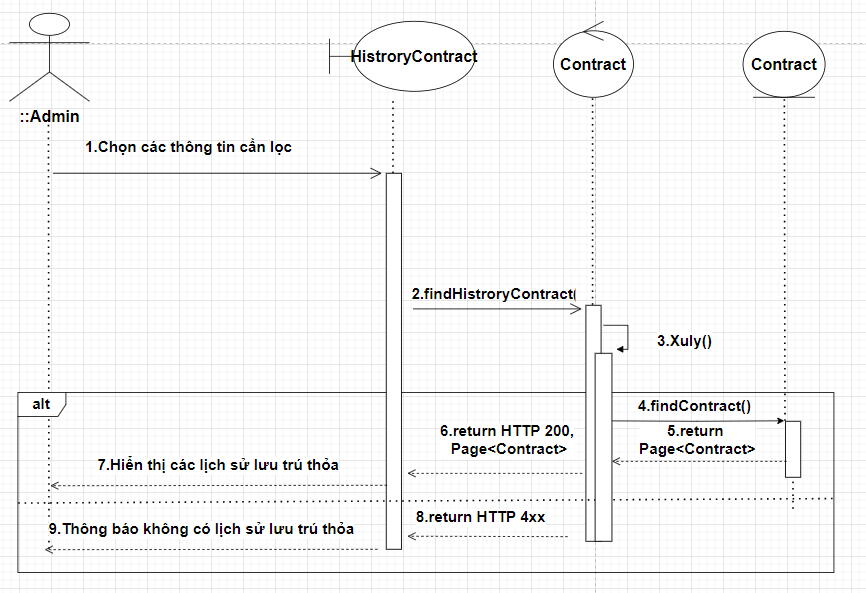 HistroryContract
Contract
Contract
::Admin
1.Chọn các thông tin cần lọc
2.findHistroryContract(
3.Xuly()
alt
4.findContract()
6.return HTTP 200,
Page<Contract>
5.return
Page<Contract>
7.Hiển thị các lịch sử lưu trú thỏa
8.return HTTP 4xx
9.Thông báo không có lịch sử lưu trú thỏa